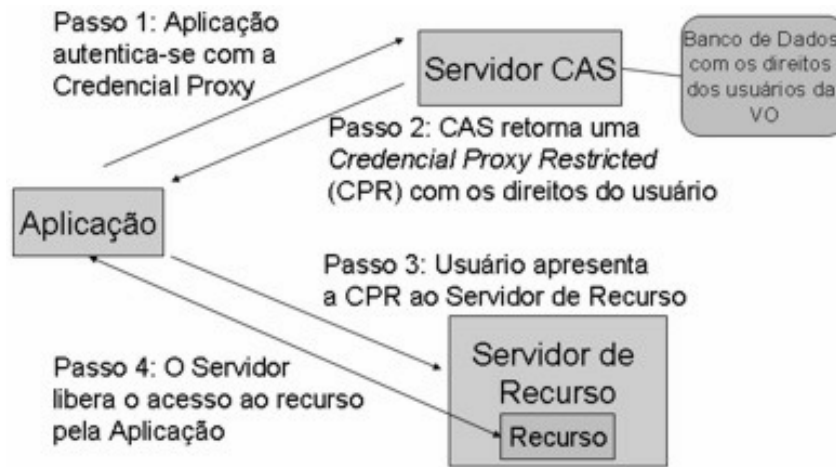 Passo 1: Aplicação
autentica-se com a
Credencial Proxy
Servidor CAS
Banco de Dados
com os direitos
dos usuários da
VO
Passo 2: CAS retorna uma
Credencial Proxy Restricted
(CPR) com os direitos do usuário
Aplicação
Passo 3: Usuário apresenta
a CPR ao Servidor de Recurso
Passo 4: O Servidor
libera o acesso ao recurso
pela Aplicação
Servidor de
Recurso
Recurso